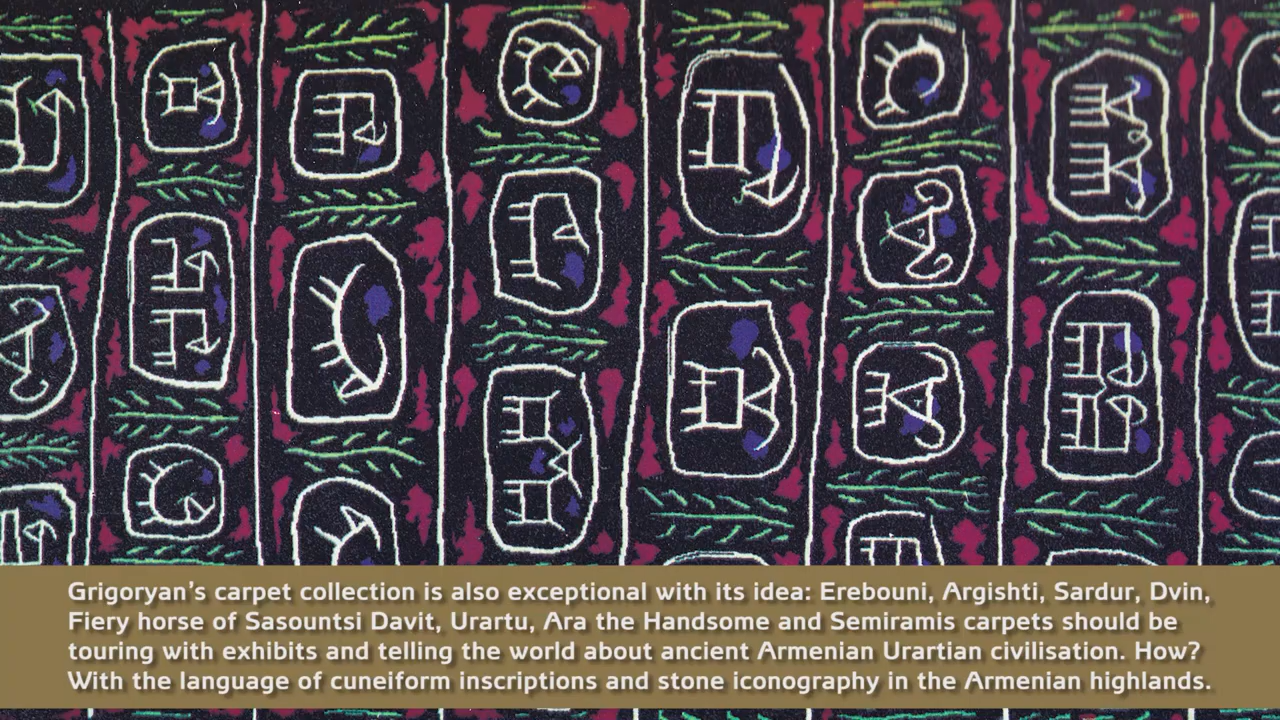 Grigoryan's carpet collection is also exceptional with its idea: Erebouni, Argishti, Sardur, Dvin,
Fiery horse of Sasountsi Davit, Urartu, Ara the Handsome and Semiramis carpets should be
touring with exhibits and telling the world about ancient Armenian Urartian civilisation. How?
With the language of cuneiform inscriptions and stone iconography in the Armenian highlands.